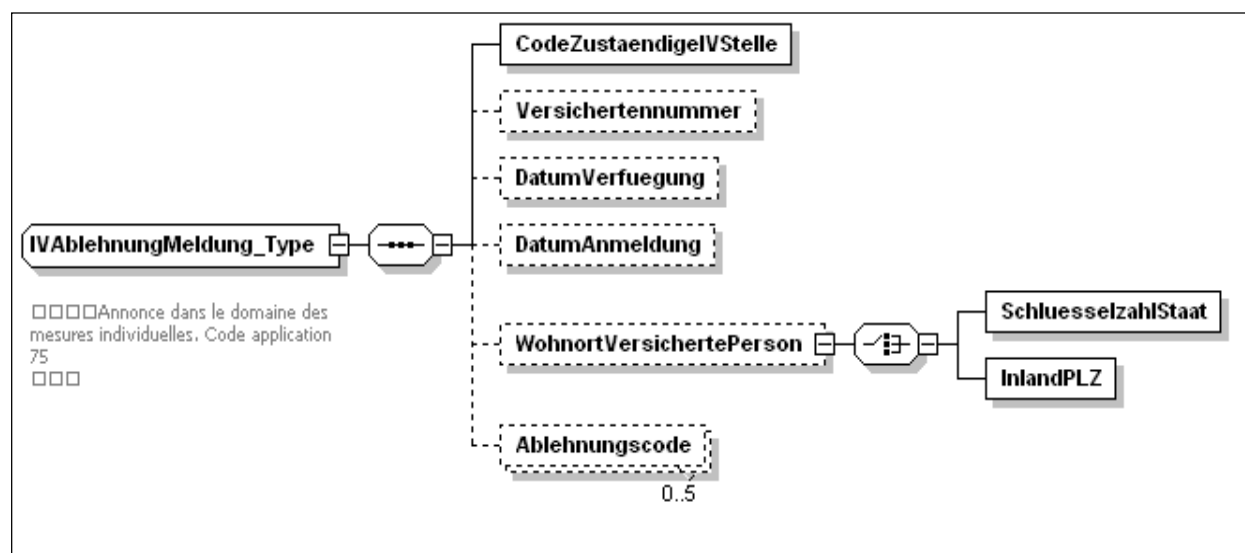 CodeZustaendigeIVStelle
Versichertennummer
DatumVerfuegung
DatumAnmeldung
IVAblehnungMeldung_Type
□□□□Annonce dans le domaine des
mesures individuelles. Code application
75
□□□
WohnortVersichertePerson
SchluesselzahlStaat
InlandPLZ
Ablehnungscode
0..5